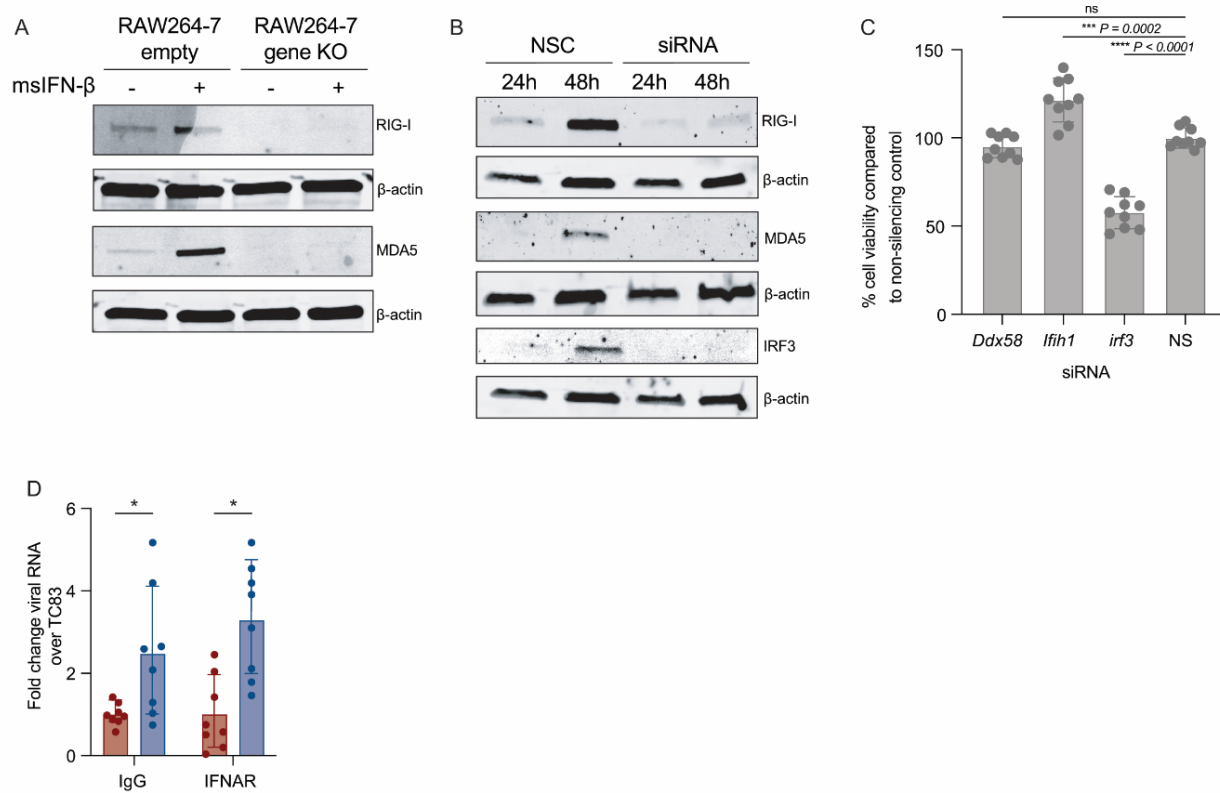 A
RAW264-7 empty
RAW264-7 gene KO
msIFN-β - + - +
RIG-I
β-actin
MDA5
β-actin
B
NSC siRNA
24h 48h 24h 48h
RIG-I
β-actin
MDA5
β-actin
IRF3
β-actin
C
ns
*** P = 0.0002
**** P < 0.0001
% cell viability compared
to non-silencing control
150
100
50
0
Ddx58 Ifih1 irf3 NS
siRNA
D
Fold change viral RNA
over TC83
* *
6
4
2
0
IgG IFNAR